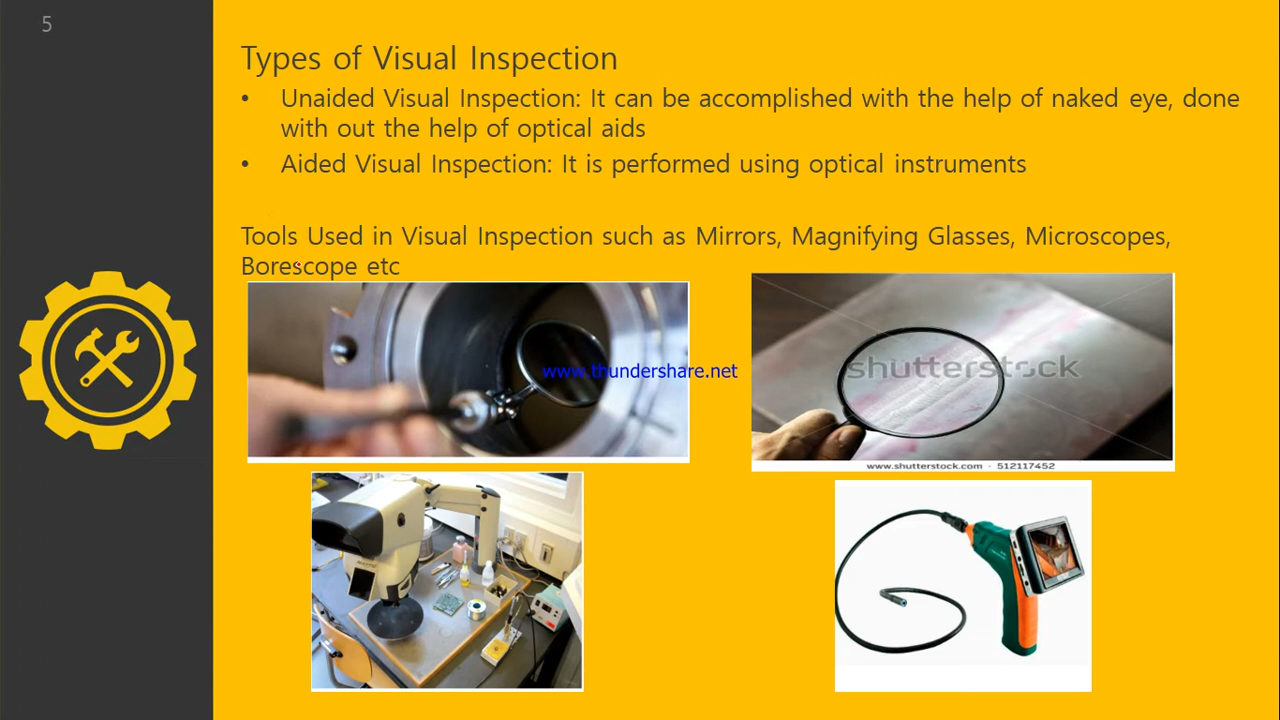 5
Types of Visual Inspection
• Unaided Visual Inspection: It can be accomplished with the help of naked eye, done
with out the help of optical aids
• Aided Visual Inspection: It is performed using optical instruments
Tools Used in Visual Inspection such as Mirrors, Magnifying Glasses, Microscopes,
Borescope etc
www.thundershare.net
shutterstock
www.shutterstock.com · 512117452